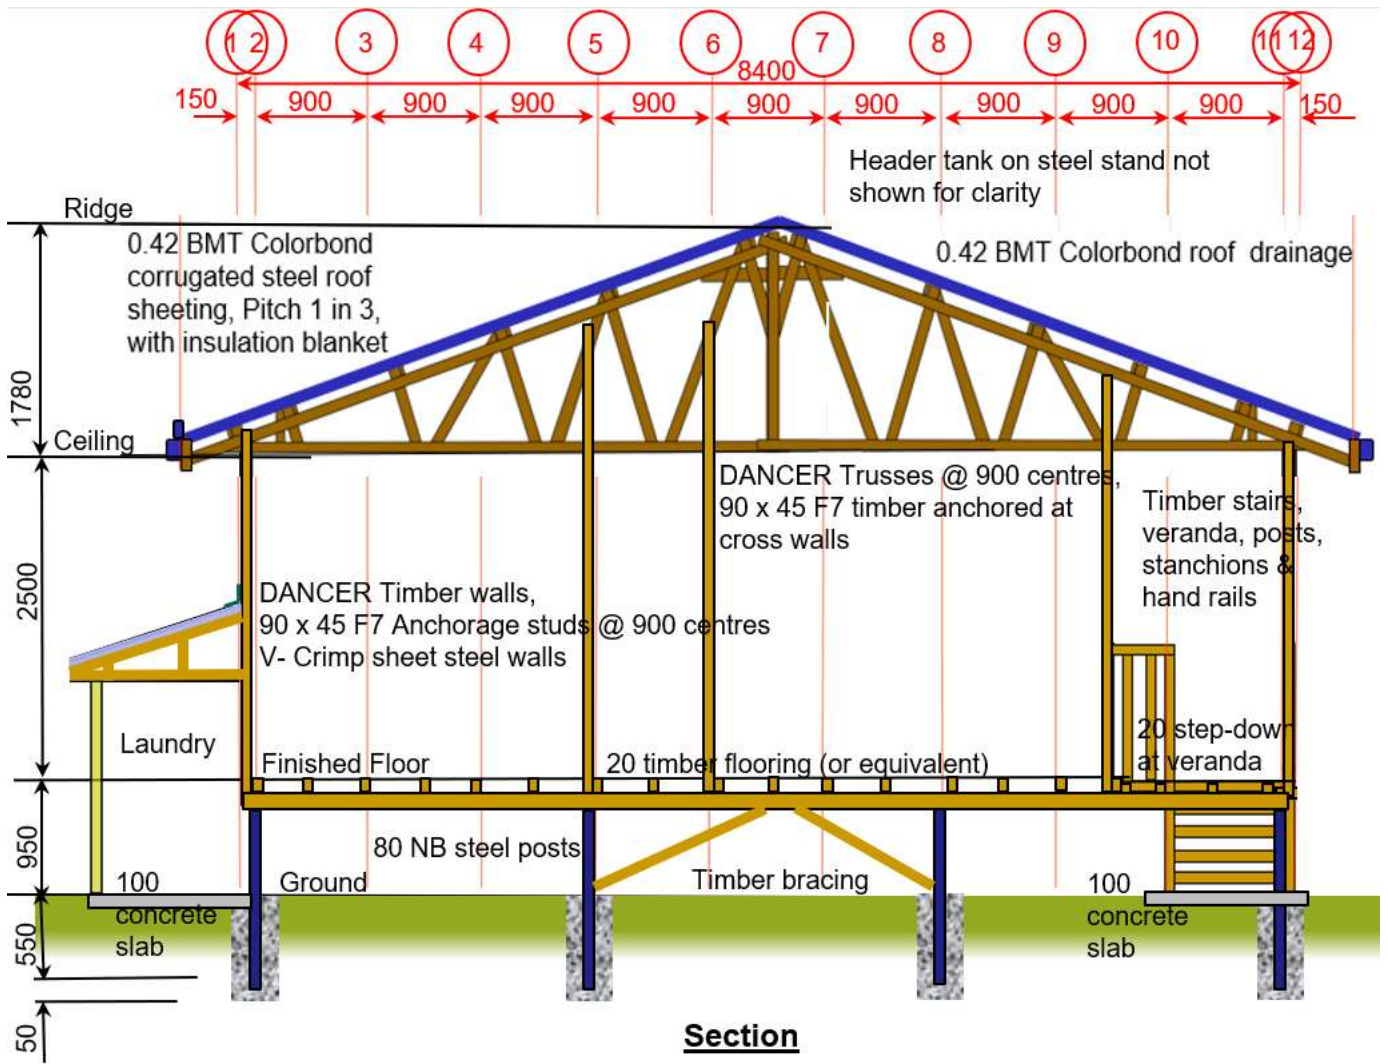 1 2 3 4 5 6 7 8 9 10 11 12
8400
150 900 900 900 900 900 900 900 900 900 150
Header tank on steel stand not
shown for clarity
Ridge
0.42 BMT Colorbond
corrugated steel roof
sheeting, Pitch 1 in 3,
with insulation blanket
0.42 BMT Colorbond roof drainage
1780
Ceiling
DANCER Trusses @ 900 centres,
90 x 45 F7 timber anchored at
cross walls
Timber stairs,
veranda, posts,
stanchions &
hand rails
2500
DANCER Timber walls,
90 x 45 F7 Anchorage studs @ 900 centres
V- Crimp sheet steel walls
Laundry
Finished Floor
20 timber flooring (or equivalent)
20 step-down
at veranda
950
80 NB steel posts
Ground
Timber bracing
100
concrete
slab
100
concrete
slab
550
50
Section